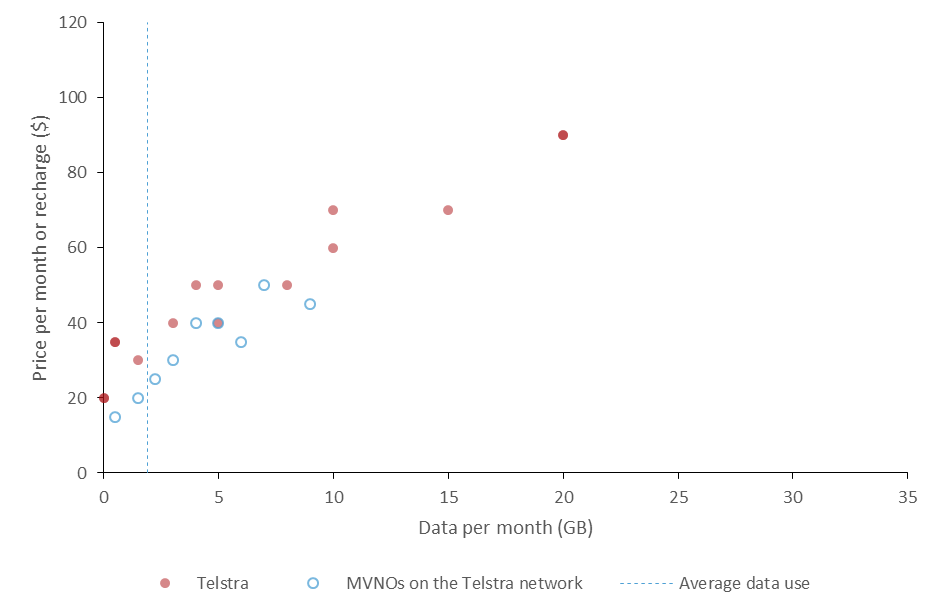 120
100
80
60
40
20
0
Price per month or recharge ($)
0 5 10 15 20 25 30 35
Data per month (GB)
Telstra MVNOs on the Telstra network Average data use